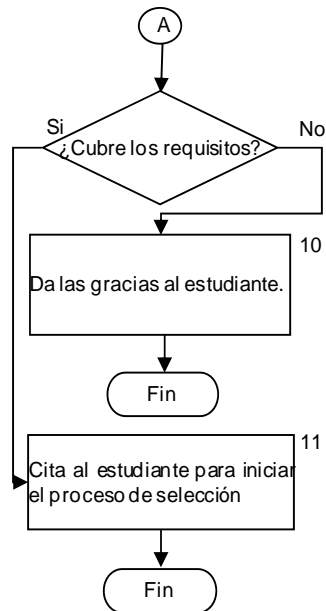 A
Si
No
¿Cubre los requisitos?
10
Da las gracias al estudiante.
Fin
11
Cita al estudiante para iniciar
el proceso de selección
Fin